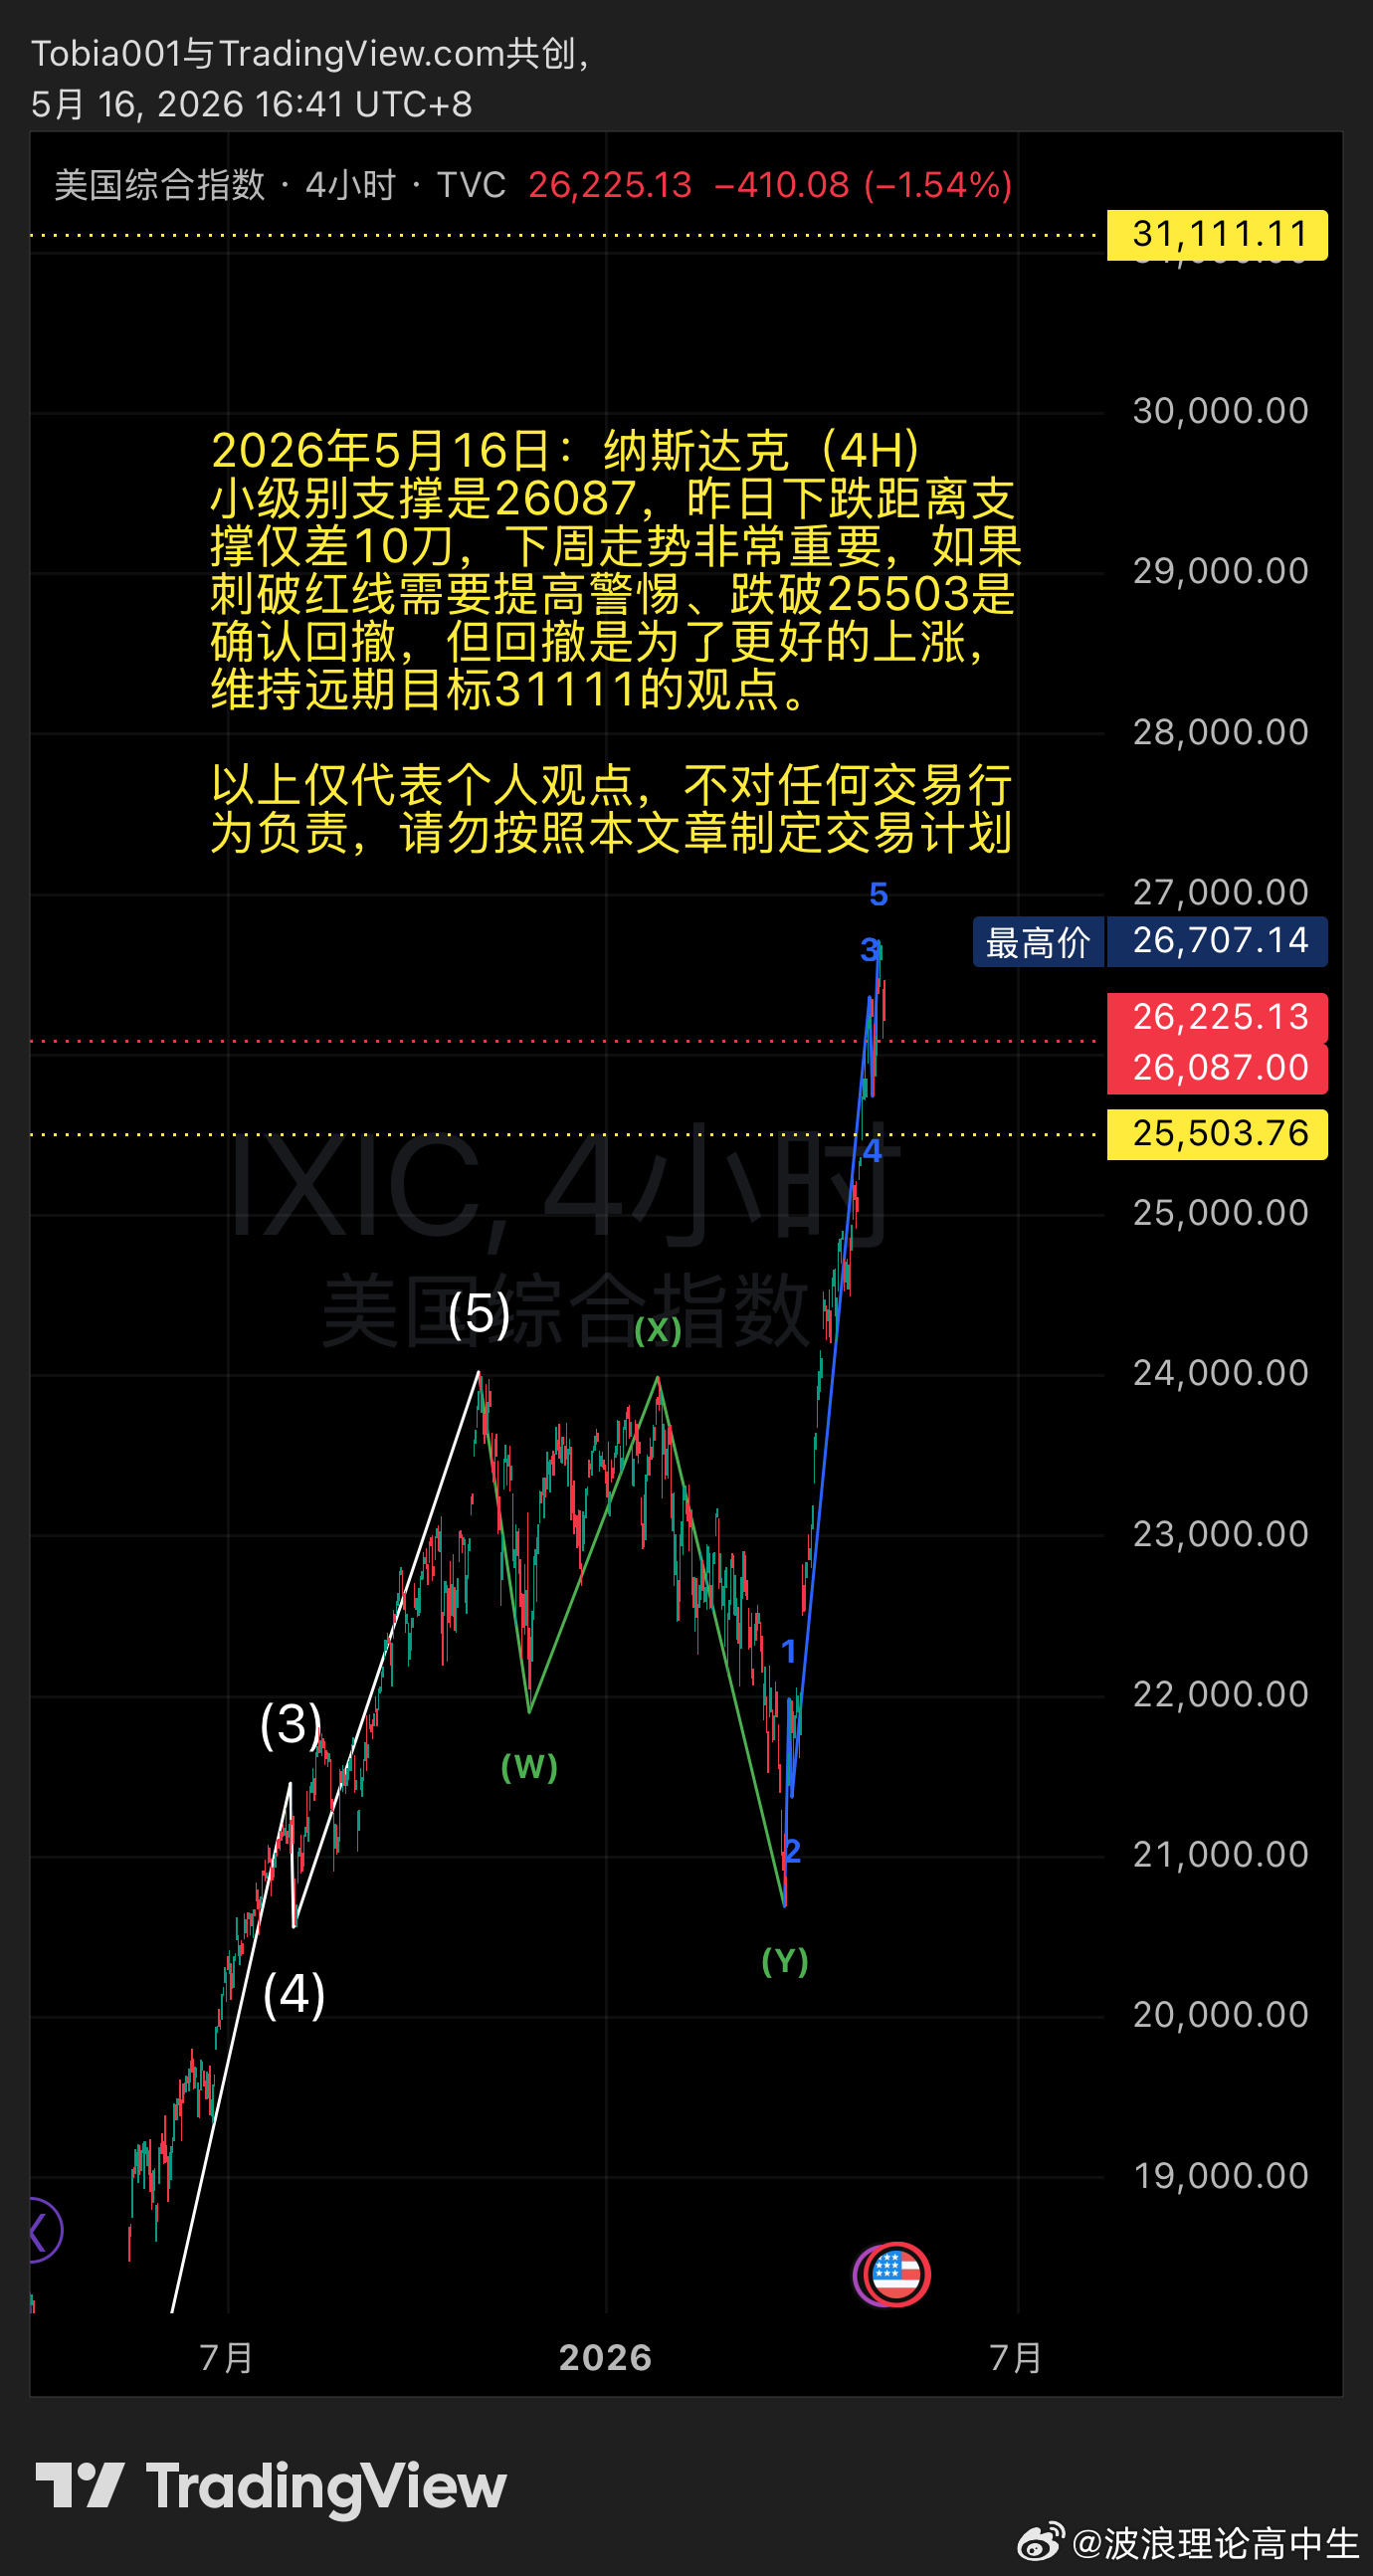 Tobia001与TradingView.com共创,
5月 16, 2026 16:41 UTC+8
美国综合指数 · 4小时 · TVC 26,225.13 −410.08 (−1.54%)
31,111.11
30,000.00
2026年5月16日：纳斯达克（4H）
小级别支撑是26087，昨日下跌距离支
撑仅差10刀，下周走势非常重要，如果
刺破红线需要提高警惕、跌破25503是
确认回撤，但回撤是为了更好的上涨，
维持远期目标31111的观点。
29,000.00
28,000.00
以上仅代表个人观点，不对任何交易行
为负责，请勿按照本文章制定交易计划
27,000.00
5
3
最高价 26,707.14
26,225.13
26,087.00
25,503.76
4
IXIC, 4小时
美国综合指数
25,000.00
(5)
(X)
24,000.00
23,000.00
1
22,000.00
(3)
(W)
2
21,000.00
(Y)
(4)
20,000.00
19,000.00
X
7月
2026
7月
TradingView
@波浪理论高中生